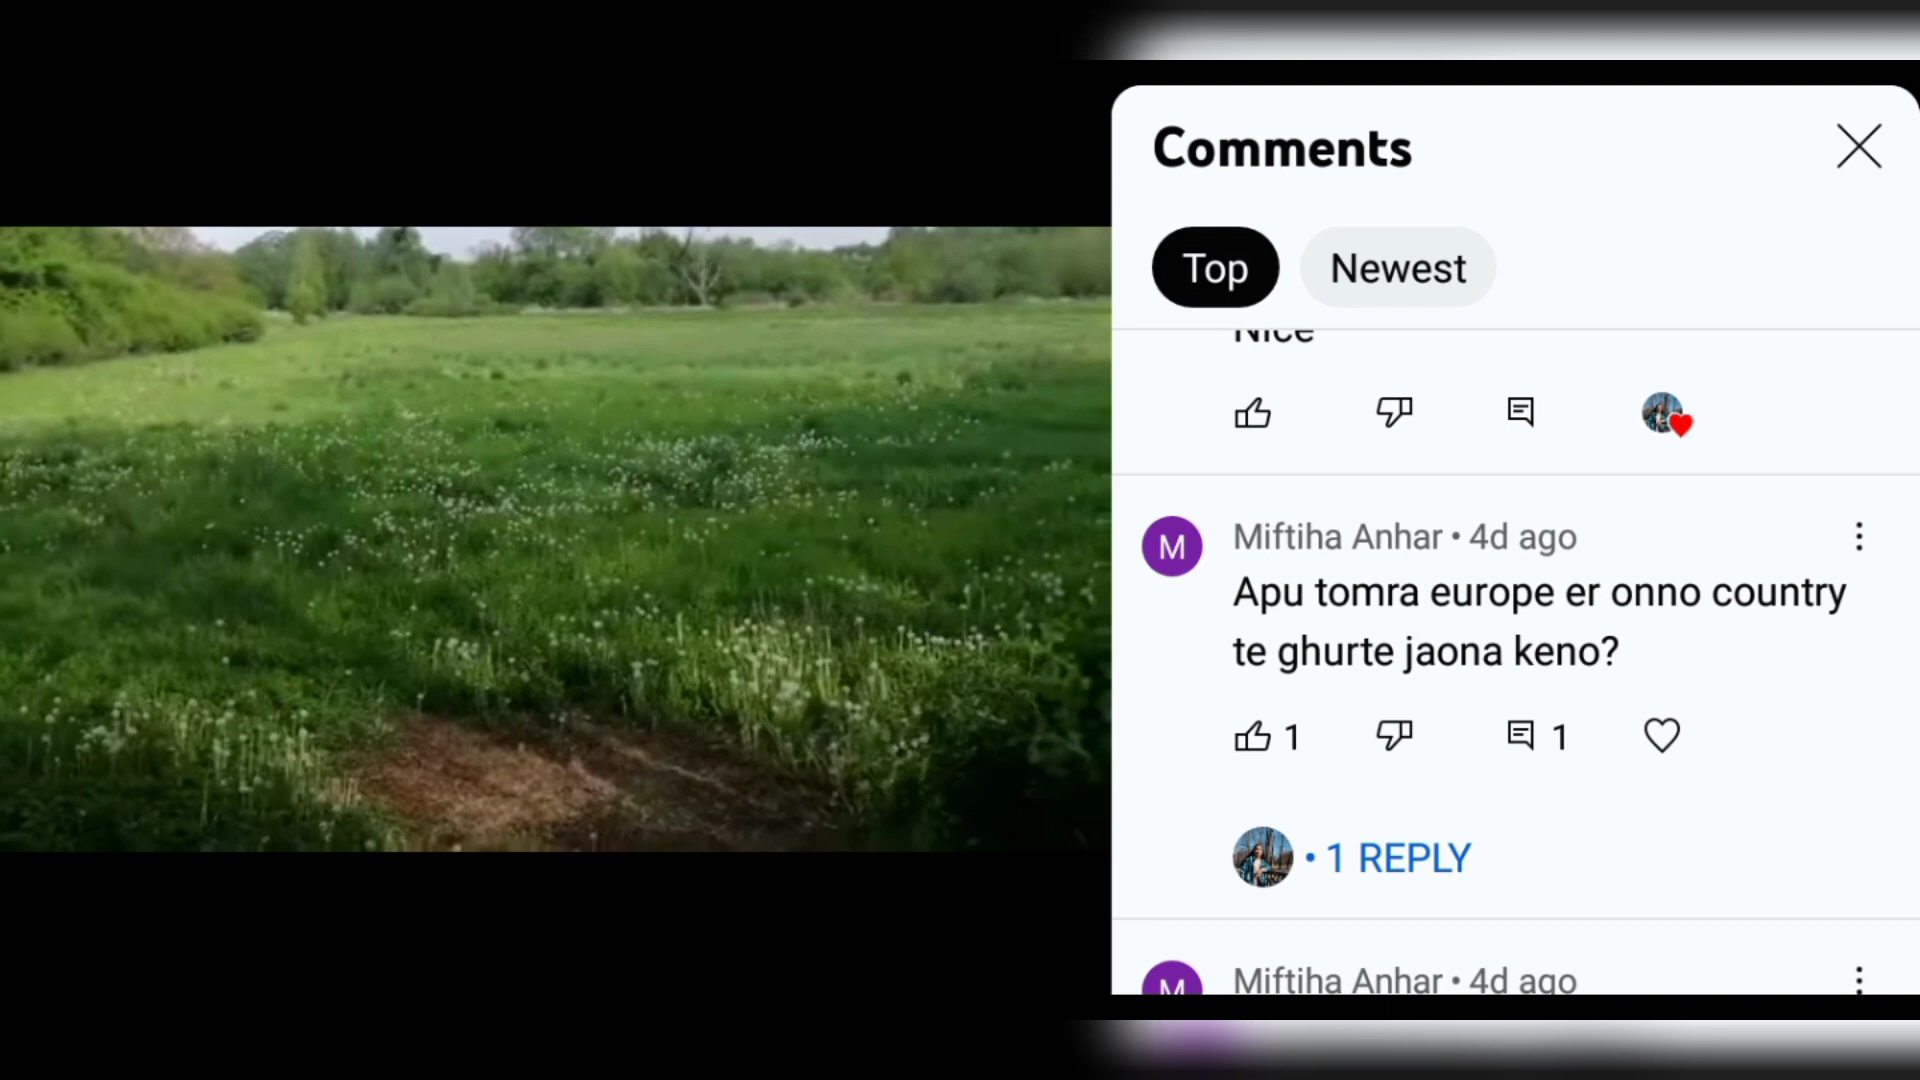 Comments
Top
Newest
Nice
M
Miftiha Anhar • 4d ago
Apu tomra europe er onno country
te ghurte jaona keno?
1
1
• 1 REPLY
M
Miftiha Anhar • 4d ago